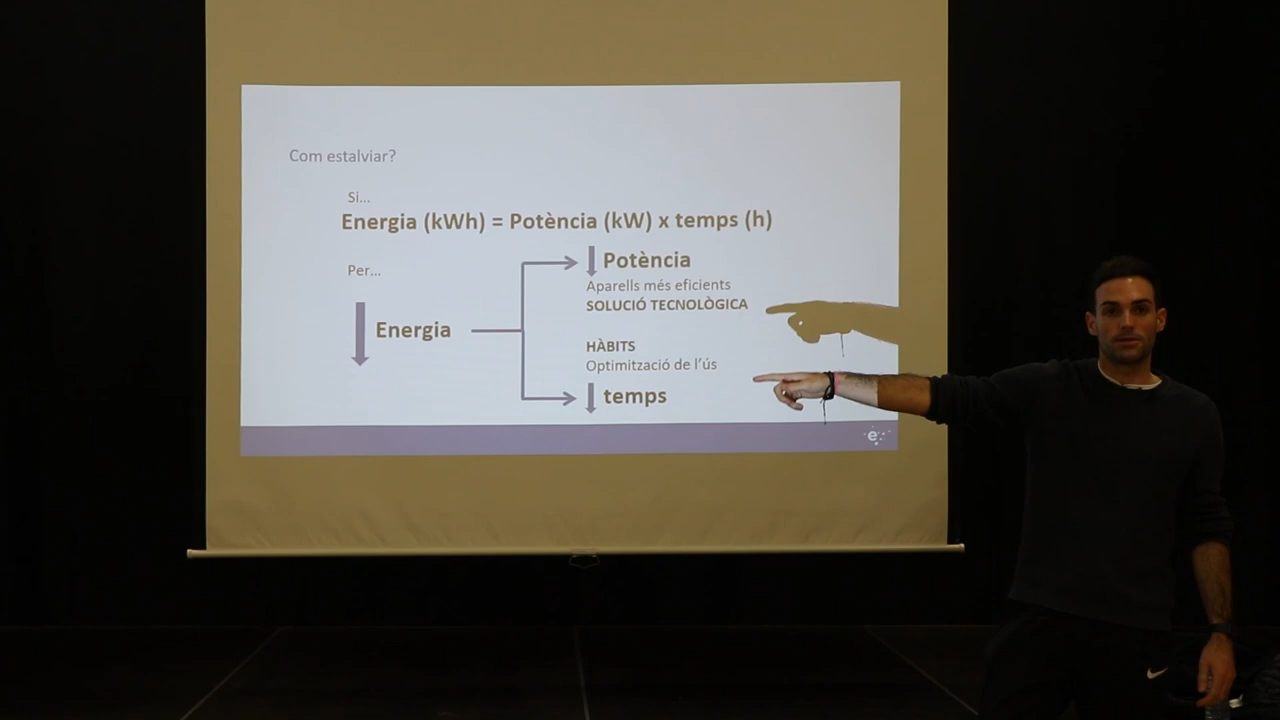 Com estalviar?
Si...
Energia (kWh) = Potència (kW) x temps (h)
Per...
Energia
Potència
Aparells més eficients
SOLUCIÓ TECNOLÒGICA
HÀBITS
Optimització de l'ús
temps
e